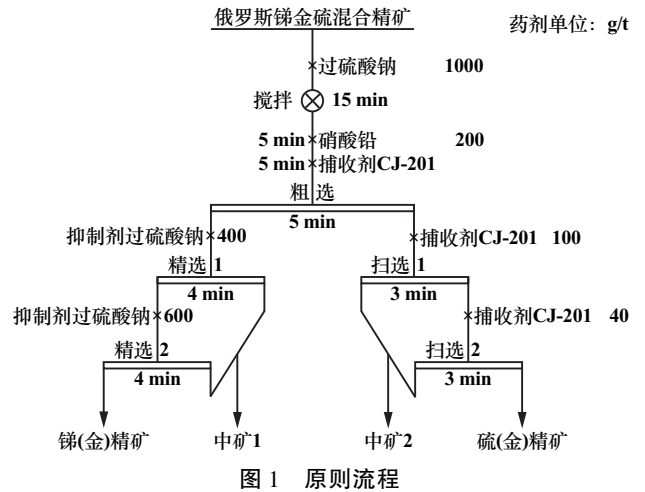 俄罗斯锑金硫混合精矿 药剂单位：g/t
过硫酸钠 1000
搅拌 15 min
5 min 硝酸铅 200
5 min 捕收剂CJ-201
粗选
5 min
抑制剂过硫酸钠 400 捕收剂CJ-201 100
精选1 扫选1
4 min 3 min
抑制剂过硫酸钠 600 捕收剂CJ-201 40
精选2 扫选2
4 min 3 min
锑(金)精矿 中矿1 中矿2 硫(金)精矿
图 1 原则流程